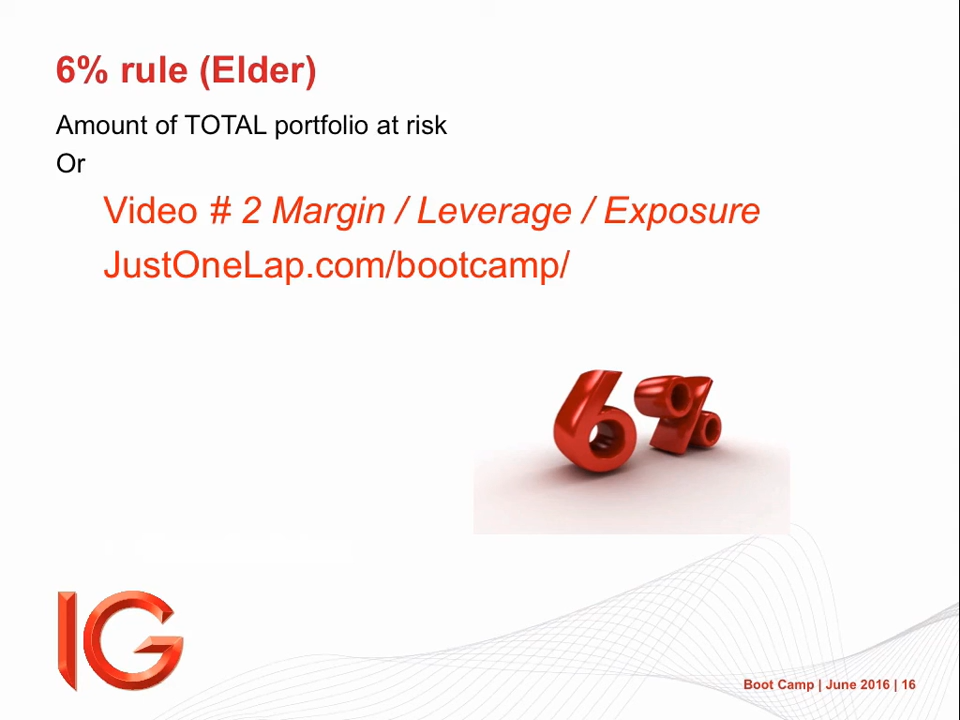 6% rule (Elder)
Amount of TOTAL portfolio at risk
Or
Video # 2 Margin / Leverage / Exposure
JustOneLap.com/bootcamp/
6%
IG
Boot Camp | June 2016 | 16